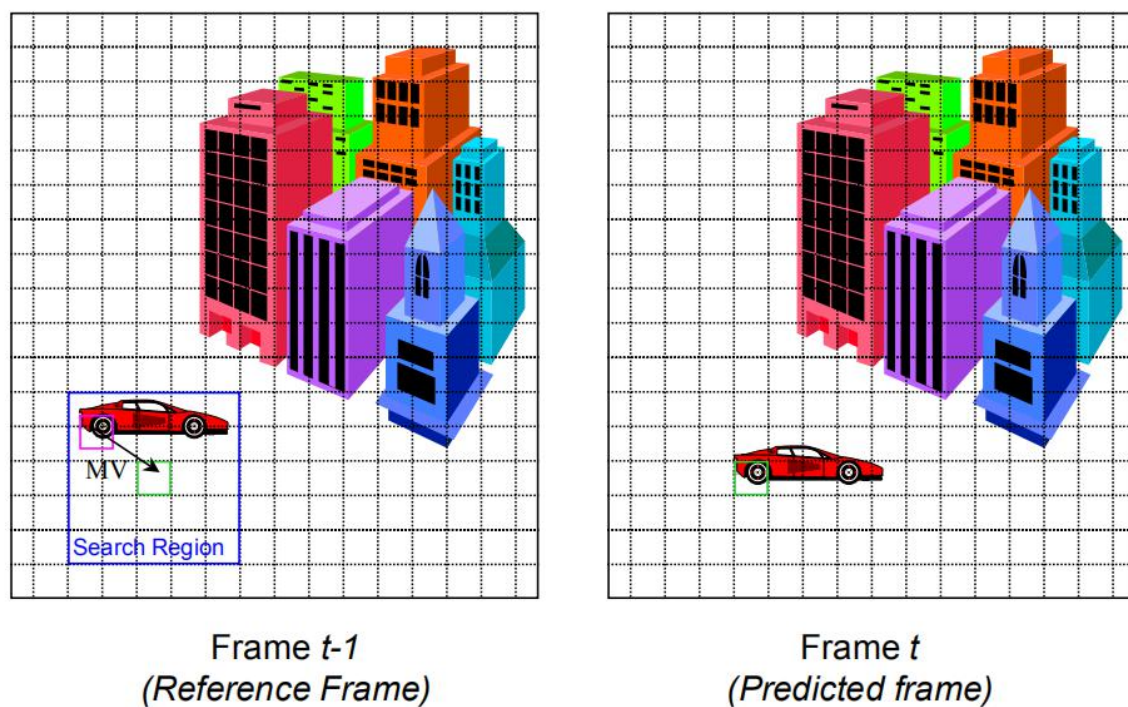 MV
Search Region
Frame t-1
(Reference Frame)
Frame t
(Predicted frame)